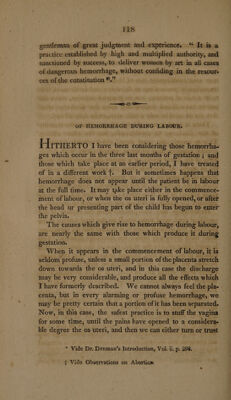 118
gentleman of great judgment and experience. “ It is a
practice established by high and multiplied authority, and
sanctioned by success, to deliver women by art in all cases
of dangerous hemorrhage, without confiding in the resour-
ces of the constitution *.”
OF HEMORRHAGE DURING LABOUR.
HITHERTO I have been considering those hemorrha-
ges which occur in the three last months of gestation ; and
those which take place at an earlier period, I have treated
of in a different work †. But it sometimes happens that
hemorrhage does not appear until the patient be in labour
at the full time. It may take place either in the commence-
ment of labour, or when the os uteri is fully opened, or after
the head or presenting part of the child has begun to enter
the pelvis.
The causes which give rise to hemorrhage during labour,
are nearly the same with those which produce it during
gestation.
When it appears in the commencement of labour, it is
seldom profuse, unless a small portion of the placenta stretch
down towards the os uteri, and in this case the discharge
may be very considerable, and produce all the effects which
I have formerly described. We cannot always feel the pla-
centa, but in every alarming or profuse hemorrhage, we
may be pretty certain that a portion of it has been separated.
Now, in this case, the safest practice is to stuff the vagina
for some time, until the pains have opened to a considera-
ble degree the os uteri, and then we can either turn or trust
* Vide Dr. Denman's Introduction, Vol. ii. p. 294.
† Vide Observations on Abortion